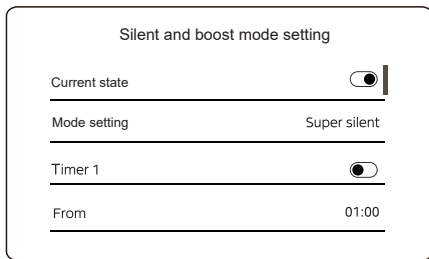 Silent and boost mode setting
Current state
Mode setting Super silent
Timer 1
From 01:00